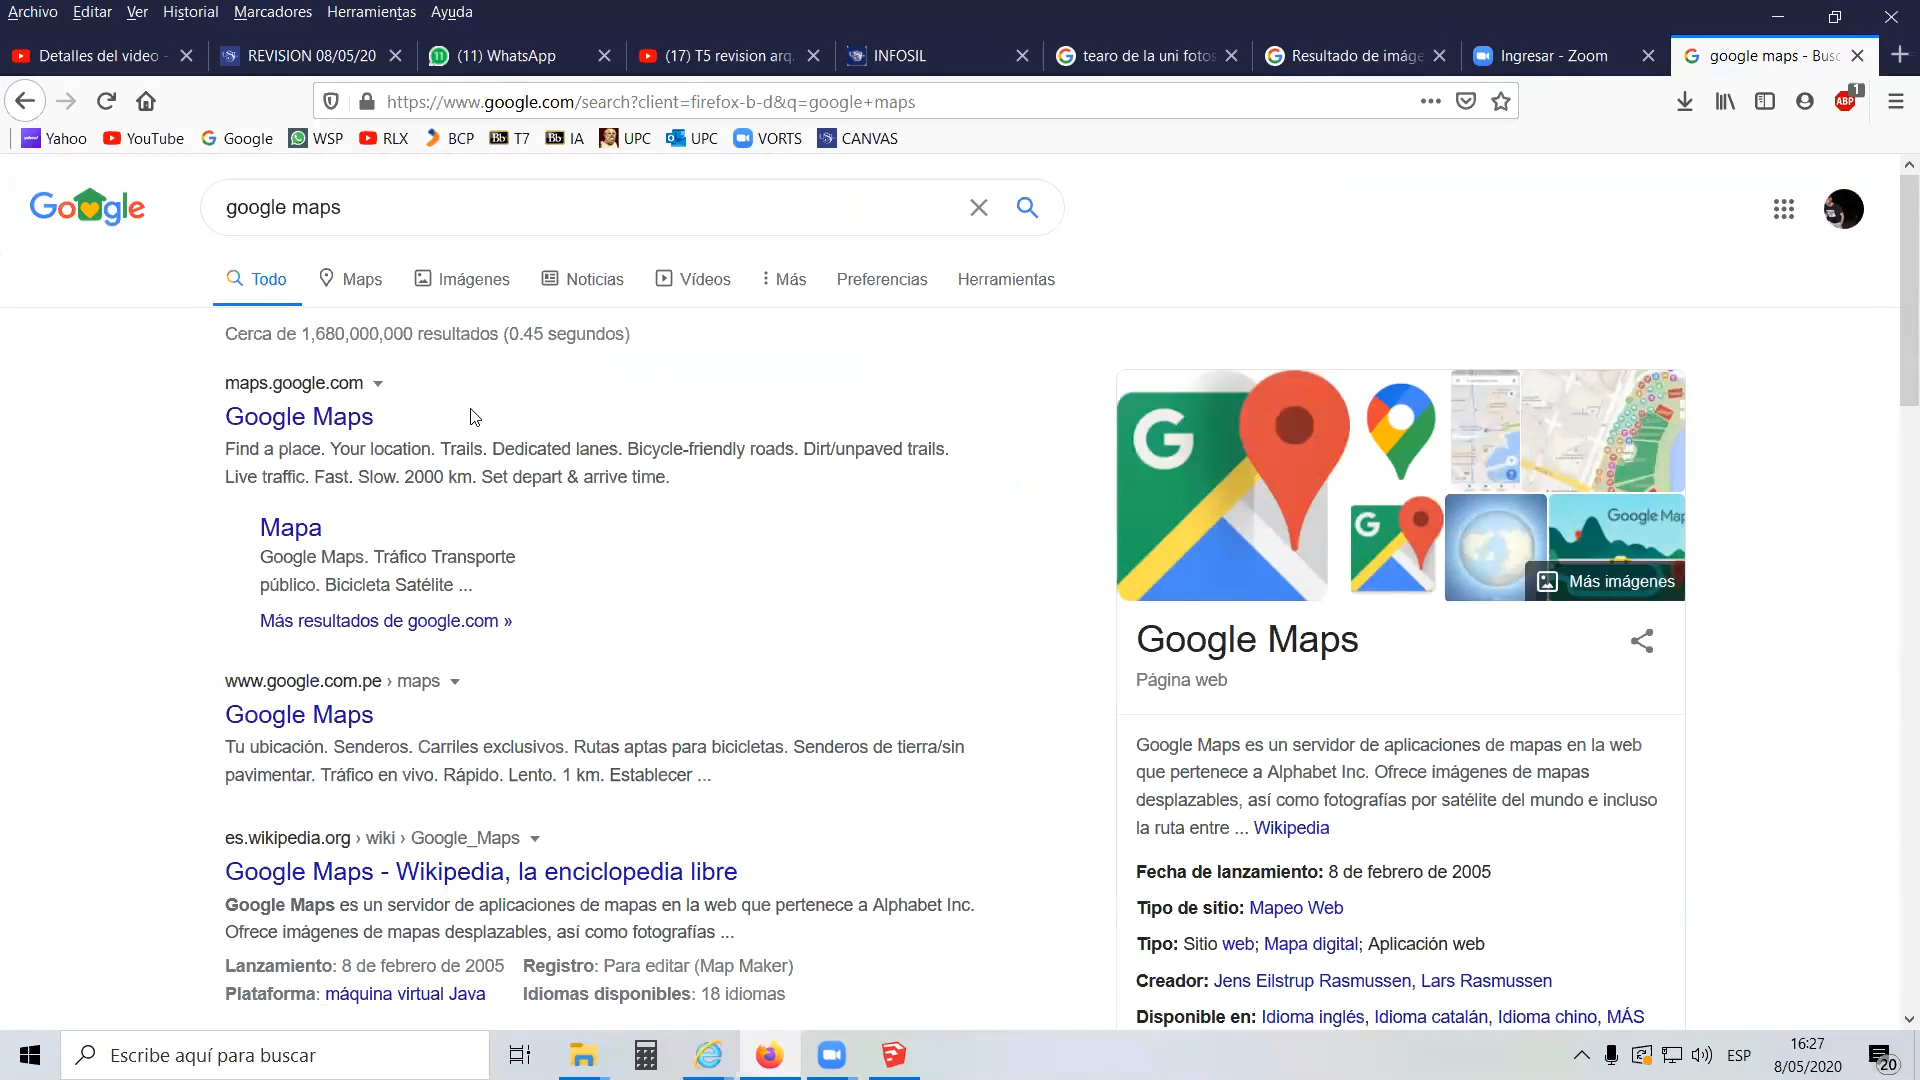 Archivo Editar Ver Historial Marcadores Herramientas Ayuda
Detalles del video - REVISION 08/05/20 (11) WhatsApp (17) T5 revision arq. INFOSIL tearo de la uni fotos Resultado de imáge Ingresar - Zoom google maps - Busc
11
https://www.google.com/search?client=firefox-b-d&q=google+maps
ABP 1
Yahoo YouTube Google WSP RLX BCP Bb T7 Bb IA UPC UPC VORTS CANVAS
Google
google maps
Todo Maps Imágenes Noticias Vídeos Más Preferencias Herramientas
Cerca de 1,680,000,000 resultados (0.45 segundos)
maps.google.com
Google Maps
Find a place. Your location. Trails. Dedicated lanes. Bicycle-friendly roads. Dirt/unpaved trails.
Live traffic. Fast. Slow. 2000 km. Set depart & arrive time.
Mapa
Google Maps. Tráfico Transporte
público. Bicicleta Satélite ...
Más resultados de google.com »
www.google.com.pe › maps
Google Maps
Tu ubicación. Senderos. Carriles exclusivos. Rutas aptas para bicicletas. Senderos de tierra/sin
pavimentar. Tráfico en vivo. Rápido. Lento. 1 km. Establecer ...
es.wikipedia.org › wiki › Google_Maps
Google Maps - Wikipedia, la enciclopedia libre
Google Maps es un servidor de aplicaciones de mapas en la web que pertenece a Alphabet Inc.
Ofrece imágenes de mapas desplazables, así como fotografías ...
Lanzamiento: 8 de febrero de 2005 Registro: Para editar (Map Maker)
Plataforma: máquina virtual Java Idiomas disponibles: 18 idiomas
G
G
Google Map
Más imágenes
Google Maps
Página web
Google Maps es un servidor de aplicaciones de mapas en la web
que pertenece a Alphabet Inc. Ofrece imágenes de mapas
desplazables, así como fotografías por satélite del mundo e incluso
la ruta entre ... Wikipedia
Fecha de lanzamiento: 8 de febrero de 2005
Tipo de sitio: Mapeo Web
Tipo: Sitio web; Mapa digital; Aplicación web
Creador: Jens Eilstrup Rasmussen, Lars Rasmussen
Disponible en: Idioma inglés, Idioma catalán, Idioma chino, MÁS
Escribe aquí para buscar
ESP
16:27
8/05/2020
20